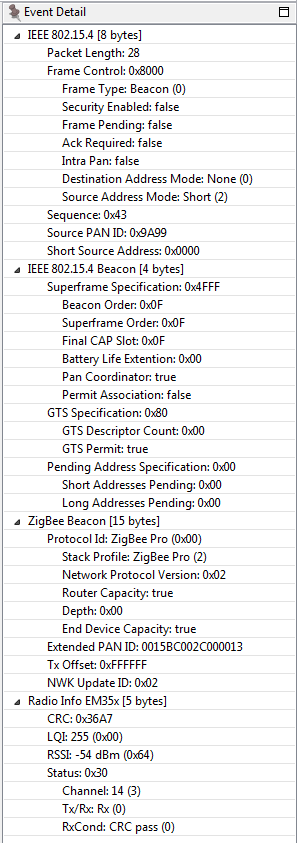 Event Detail
IEEE 802.15.4 [8 bytes]
Packet Length: 28
Frame Control: 0x8000
Frame Type: Beacon (0)
Security Enabled: false
Frame Pending: false
Ack Required: false
Intra Pan: false
Destination Address Mode: None (0)
Source Address Mode: Short (2)
Sequence: 0x43
Source PAN ID: 0x9A99
Short Source Address: 0x0000
IEEE 802.15.4 Beacon [4 bytes]
Superframe Specification: 0x4FFF
Beacon Order: 0x0F
Superframe Order: 0x0F
Final CAP Slot: 0x0F
Battery Life Extention: 0x00
Pan Coordinator: true
Permit Association: false
GTS Specification: 0x80
GTS Descriptor Count: 0x00
GTS Permit: true
Pending Address Specification: 0x00
Short Addresses Pending: 0x00
Long Addresses Pending: 0x00
ZigBee Beacon [15 bytes]
Protocol Id: ZigBee Pro (0x00)
Stack Profile: ZigBee Pro (2)
Network Protocol Version: 0x02
Router Capacity: true
Depth: 0x00
End Device Capacity: true
Extended PAN ID: 0015BC002C000013
Tx Offset: 0xFFFFFF
NWK Update ID: 0x02
Radio Info EM35x [5 bytes]
CRC: 0x36A7
LQI: 255 (0x00)
RSSI: -54 dBm (0x64)
Status: 0x30
Channel: 14 (3)
Tx/Rx: Rx (0)
RxCond: CRC pass (0)